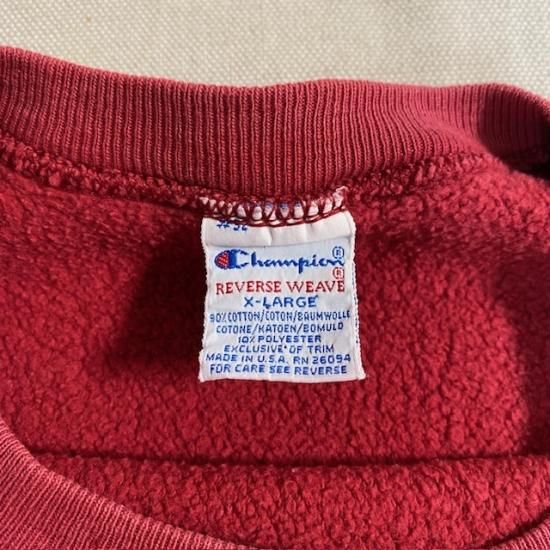 Champion®
REVERSE WEAVE®
X-LARGE
90% COTTON/COTON/BAUMWOLLE
COTONE/KATOEN/BOMULD
10% POLYESTER
EXCLUSIVE OF TRIM
MADE IN U.S.A. RN 26094
FOR CARE SEE REVERSE